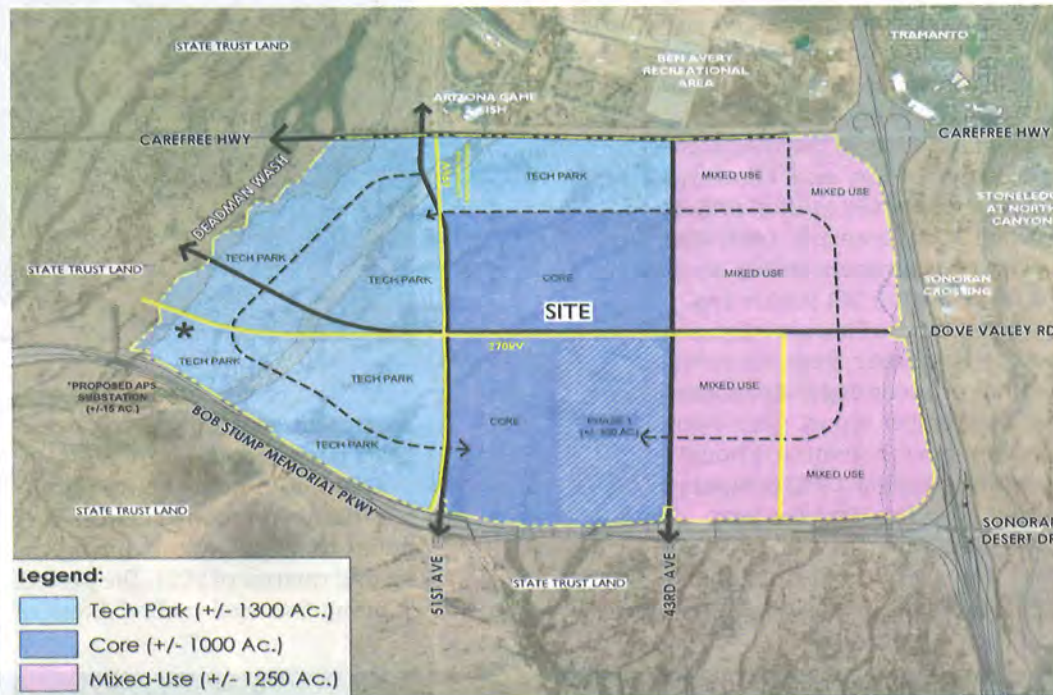 STATE TRUST LAND
TRAMANTO
BEN AVERY
RECREATIONAL
AREA
ARIZONA GAME
& FISH
CAREFREE HWY
CAREFREE HWY
DEADMAN WASH
TECH PARK
MIXED USE
MIXED USE
STONELEDGE
AT NORTH
CANYON
STATE TRUST LAND
TECH PARK
TECH PARK
CORE
MIXED USE
SONORAN
CROSSING
SITE
DOVE VALLEY RD
*
TECH PARK
270kV
TECH PARK
MIXED USE
*PROPOSED APS
SUBSTATION
(+/-15 AC.)
CORE
PHASE 1
TECH PARK
BOB STUMP MEMORIAL PKWY
MIXED USE
STATE TRUST LAND
SONORAN
DESERT DR
51ST AVE
43RD AVE
STATE TRUST LAND
Legend:
Tech Park (+/- 1300 Ac.)
Core (+/- 1000 Ac.)
Mixed-Use (+/- 1250 Ac.)